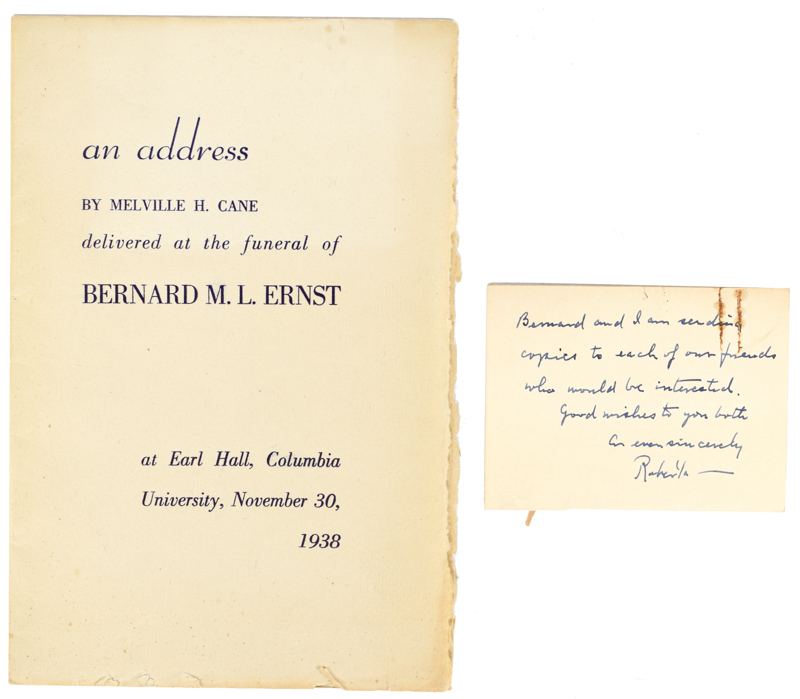 an address
BY MELVILLE H. CANE
delivered at the funeral of
BERNARD M. L. ERNST
at Earl Hall, Columbia
University, November 30,
1938
Bernard and I am sending
copies to each of our friends
who would be interested.
Good wishes to you both
As ever sincerely
Roberta